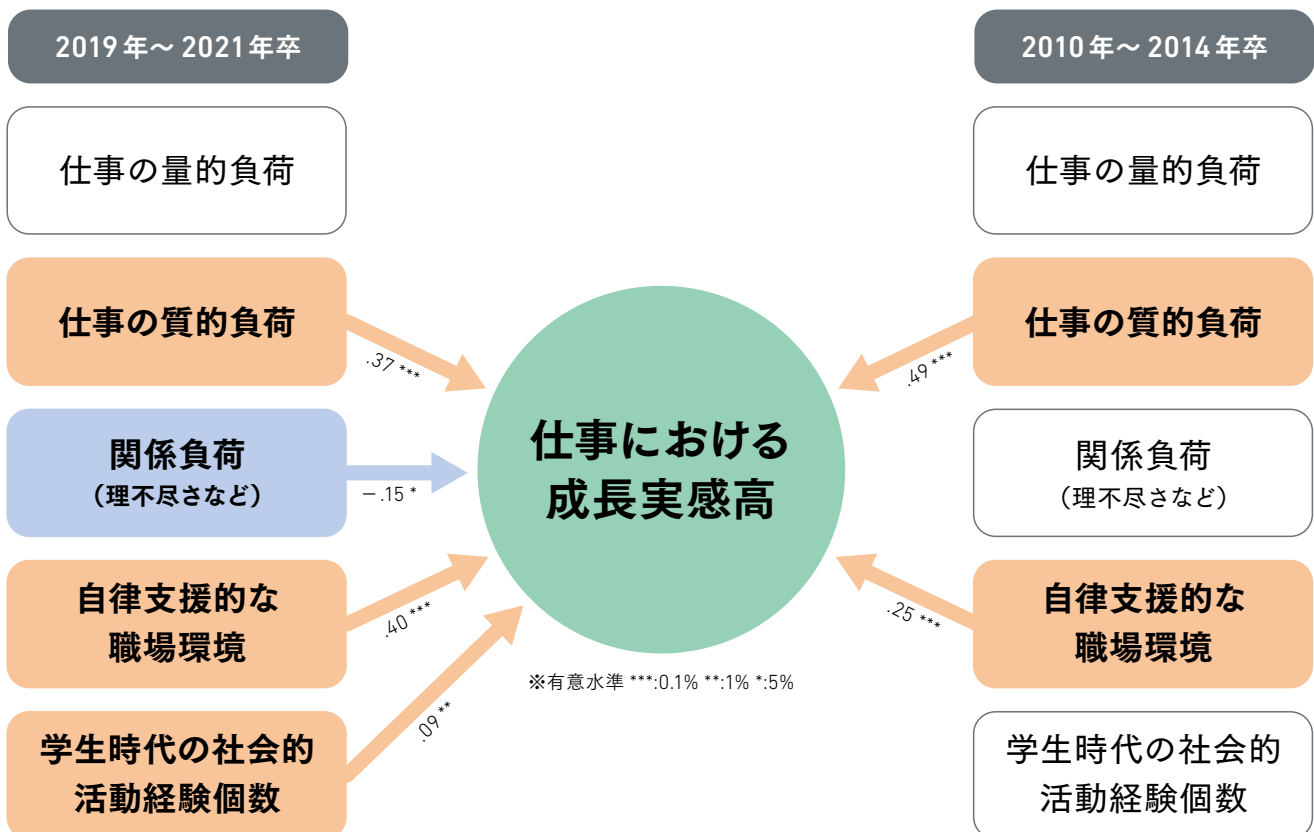 2019年～2021年卒
仕事の量的負荷
仕事の質的負荷
.37 ***
関係負荷
（理不尽さなど）
−.15 *
自律支援的な
職場環境
.40 ***
学生時代の社会的
活動経験個数
.09 **
仕事における
成長実感高
※有意水準 ***:0.1% **:1% *:5%
2010年～2014年卒
仕事の量的負荷
仕事の質的負荷
.49 ***
関係負荷
（理不尽さなど）
自律支援的な
職場環境
.25 ***
学生時代の社会的
活動経験個数